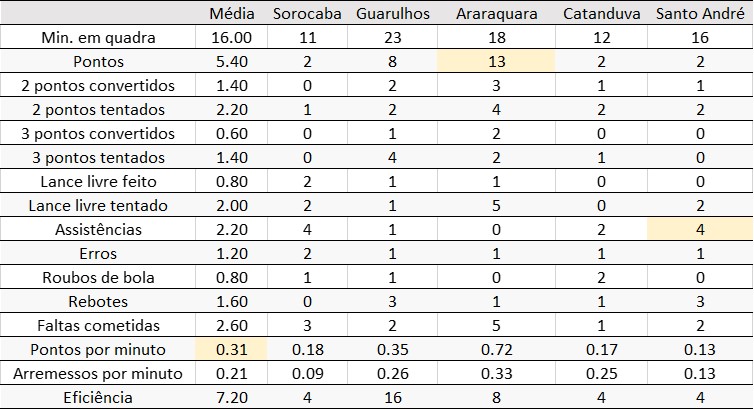 Média Sorocaba Guarulhos Araraquara Catanduva Santo André
Min. em quadra 16.00 11 23 18 12 16
Pontos 5.40 2 8 13 2 2
2 pontos convertidos 1.40 0 2 3 1 1
2 pontos tentados 2.20 1 2 4 2 2
3 pontos convertidos 0.60 0 1 2 0 0
3 pontos tentados 1.40 0 4 2 1 0
Lance livre feito 0.80 2 1 1 0 0
Lance livre tentado 2.00 2 1 5 0 2
Assistências 2.20 4 1 0 2 4
Erros 1.20 2 1 1 1 1
Roubos de bola 0.80 1 1 0 2 0
Rebotes 1.60 0 3 1 1 3
Faltas cometidas 2.60 3 2 5 1 2
Pontos por minuto 0.31 0.18 0.35 0.72 0.17 0.13
Arremessos por minuto 0.21 0.09 0.26 0.33 0.25 0.13
Eficiência 7.20 4 16 8 4 4